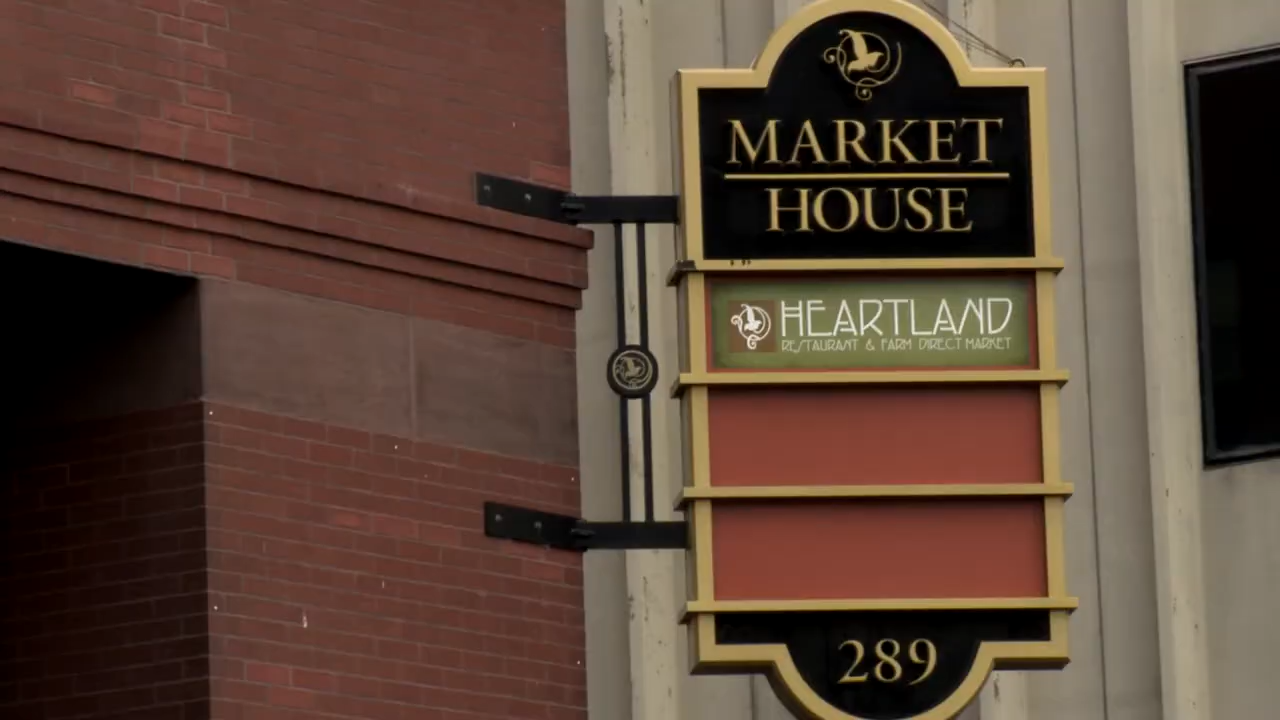 MARKET
HOUSE
HEARTLAND
RESTAURANT & FARM DIRECT MARKET
289